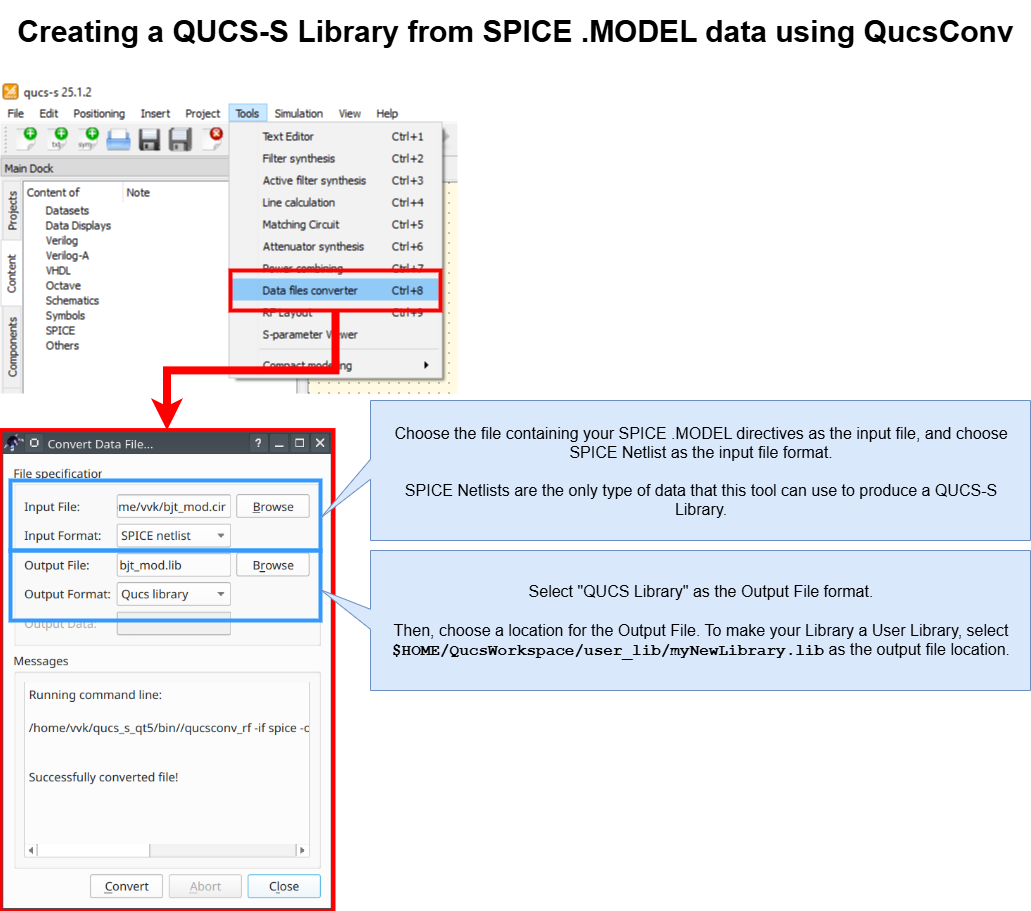 Creating a QUCS-S Library from SPICE .MODEL data using QucsConv
qucs-s 25.1.2
File Edit Positioning Insert Project Tools Simulation View Help
Text Editor Ctrl+1
Filter synthesis Ctrl+2
Active filter synthesis Ctrl+3
Line calculation Ctrl+4
Matching Circuit Ctrl+5
Attenuator synthesis Ctrl+6
Power combining Ctrl+7
Data files converter Ctrl+8
RF Layout Ctrl+9
S-parameter Viewer
Compact modeling
Main Dock
Projects
Content
Components
Content of Note
Datasets
Data Displays
Verilog
Verilog-A
VHDL
Octave
Schematics
Symbols
SPICE
Others
Convert Data File...
File specification
Input File: me/vvk/bjt_mod.cir Browse
Input Format: SPICE netlist
Output File: bjt_mod.lib Browse
Output Format: Qucs library
Output Data:
Messages
Running command line:
/home/vvk/qucs_s_qt5/bin//qucsconv_rf -if spice -o
Successfully converted file!
Convert Abort Close
Choose the file containing your SPICE .MODEL directives as the input file, and choose
SPICE Netlist as the input file format.
SPICE Netlists are the only type of data that this tool can use to produce a QUCS-S
Library.
Select "QUCS Library" as the Output File format.
Then, choose a location for the Output File. To make your Library a User Library, select
$HOME/QucsWorkspace/user_lib/myNewLibrary.lib as the output file location.